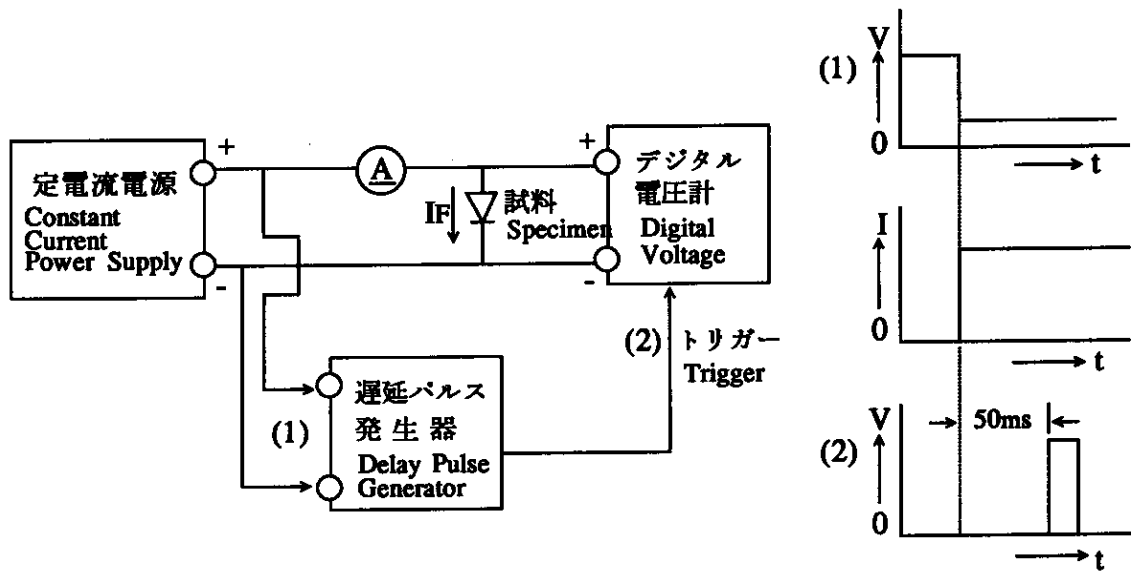 定電流電源
Constant
Current
Power Supply
+
-
A
IF
試料
Specimen
+
-
デジタル
電圧計
Digital
Voltage
(1)
遅延パルス
発生器
Delay Pulse
Generator
(2)
トリガー
Trigger
(1)
V
0
t
I
0
t
(2)
V
0
50ms
t